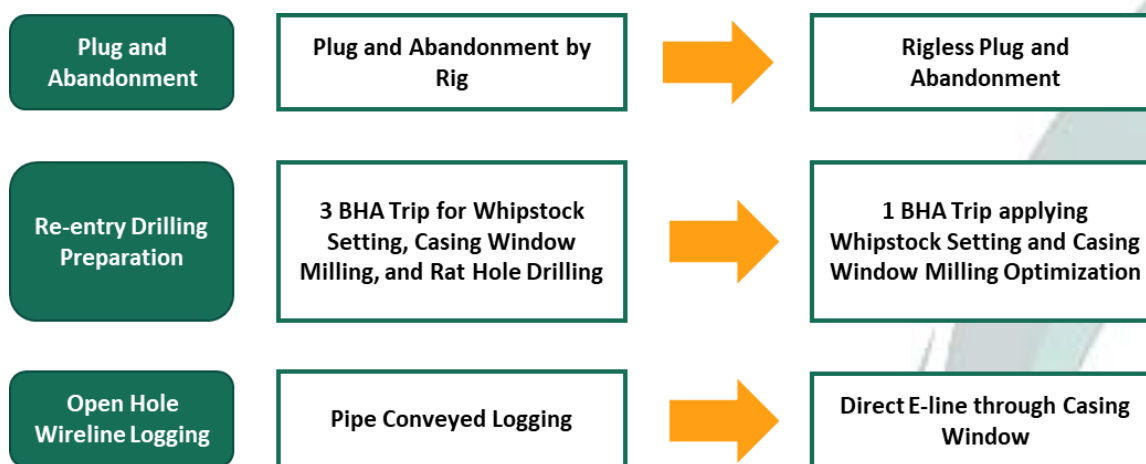 Plug and
Abandonment
Plug and Abandonment by
Rig
Rigless Plug and
Abandonment
Re-entry Drilling
Preparation
3 BHA Trip for Whipstock
Setting, Casing Window
Milling, and Rat Hole Drilling
1 BHA Trip applying
Whipstock Setting and Casing
Window Milling Optimization
Open Hole
Wireline Logging
Pipe Conveyed Logging
Direct E-line through Casing
Window